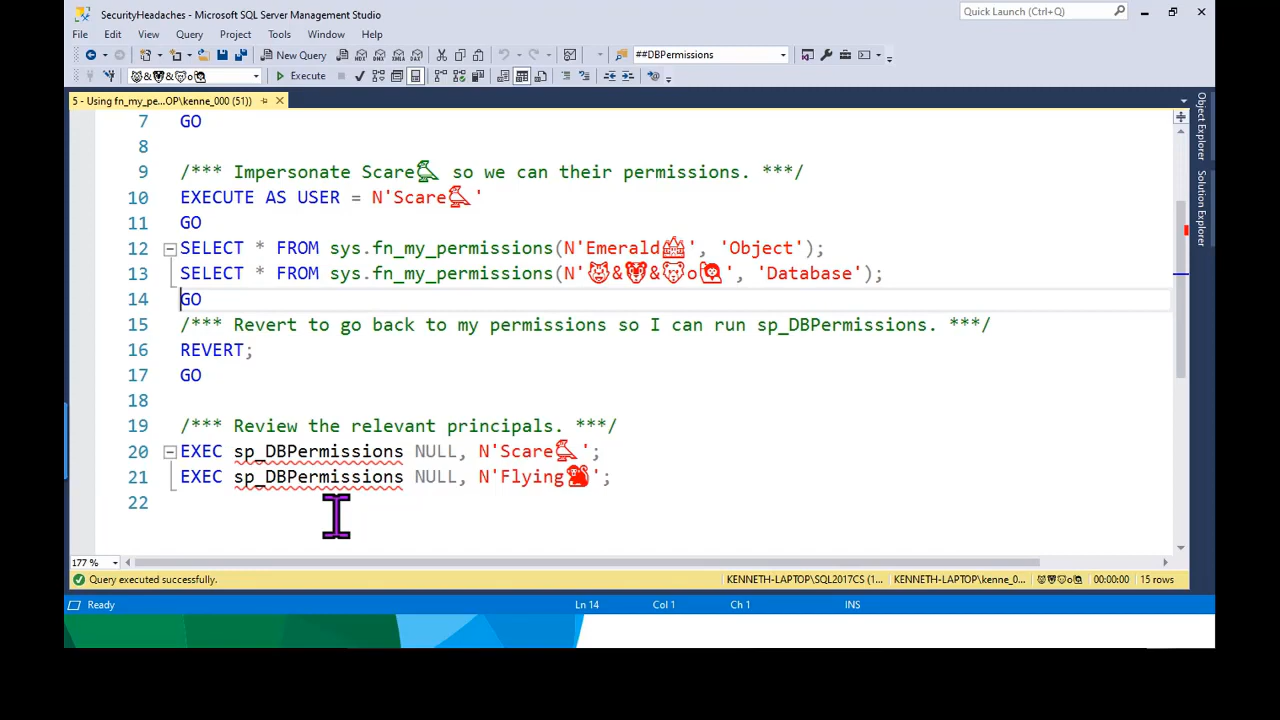 SecurityHeadaches - Microsoft SQL Server Management Studio
Quick Launch (Ctrl+Q)
File Edit View Query Project Tools Window Help
New Query
##DBPermissions
😺&🐯&🐻o🙋
Execute
5 - Using fn_my_pe...OP\kenne_000 (51))
7 GO
8
9 /*** Impersonate Scare🦜 so we can their permissions. ***/
10 EXECUTE AS USER = N'Scare🦜'
11 GO
12 SELECT * FROM sys.fn_my_permissions(N'Emerald🏰', 'Object');
13 SELECT * FROM sys.fn_my_permissions(N'😺&🐯&🐻o🙋', 'Database');
14 GO
15 /*** Revert to go back to my permissions so I can run sp_DBPermissions. ***/
16 REVERT;
17 GO
18
19 /*** Review the relevant principals. ***/
20 EXEC sp_DBPermissions NULL, N'Scare🦜';
21 EXEC sp_DBPermissions NULL, N'Flying🐒';
22
177 %
Query executed successfully. KENNETH-LAPTOP\SQL2017CS (1... KENNETH-LAPTOP\kenne_0... 😺&🐯&🐻o🙋 00:00:00 15 rows
Ready Ln 14 Col 1 Ch 1 INS
Object Explorer
Solution Explorer